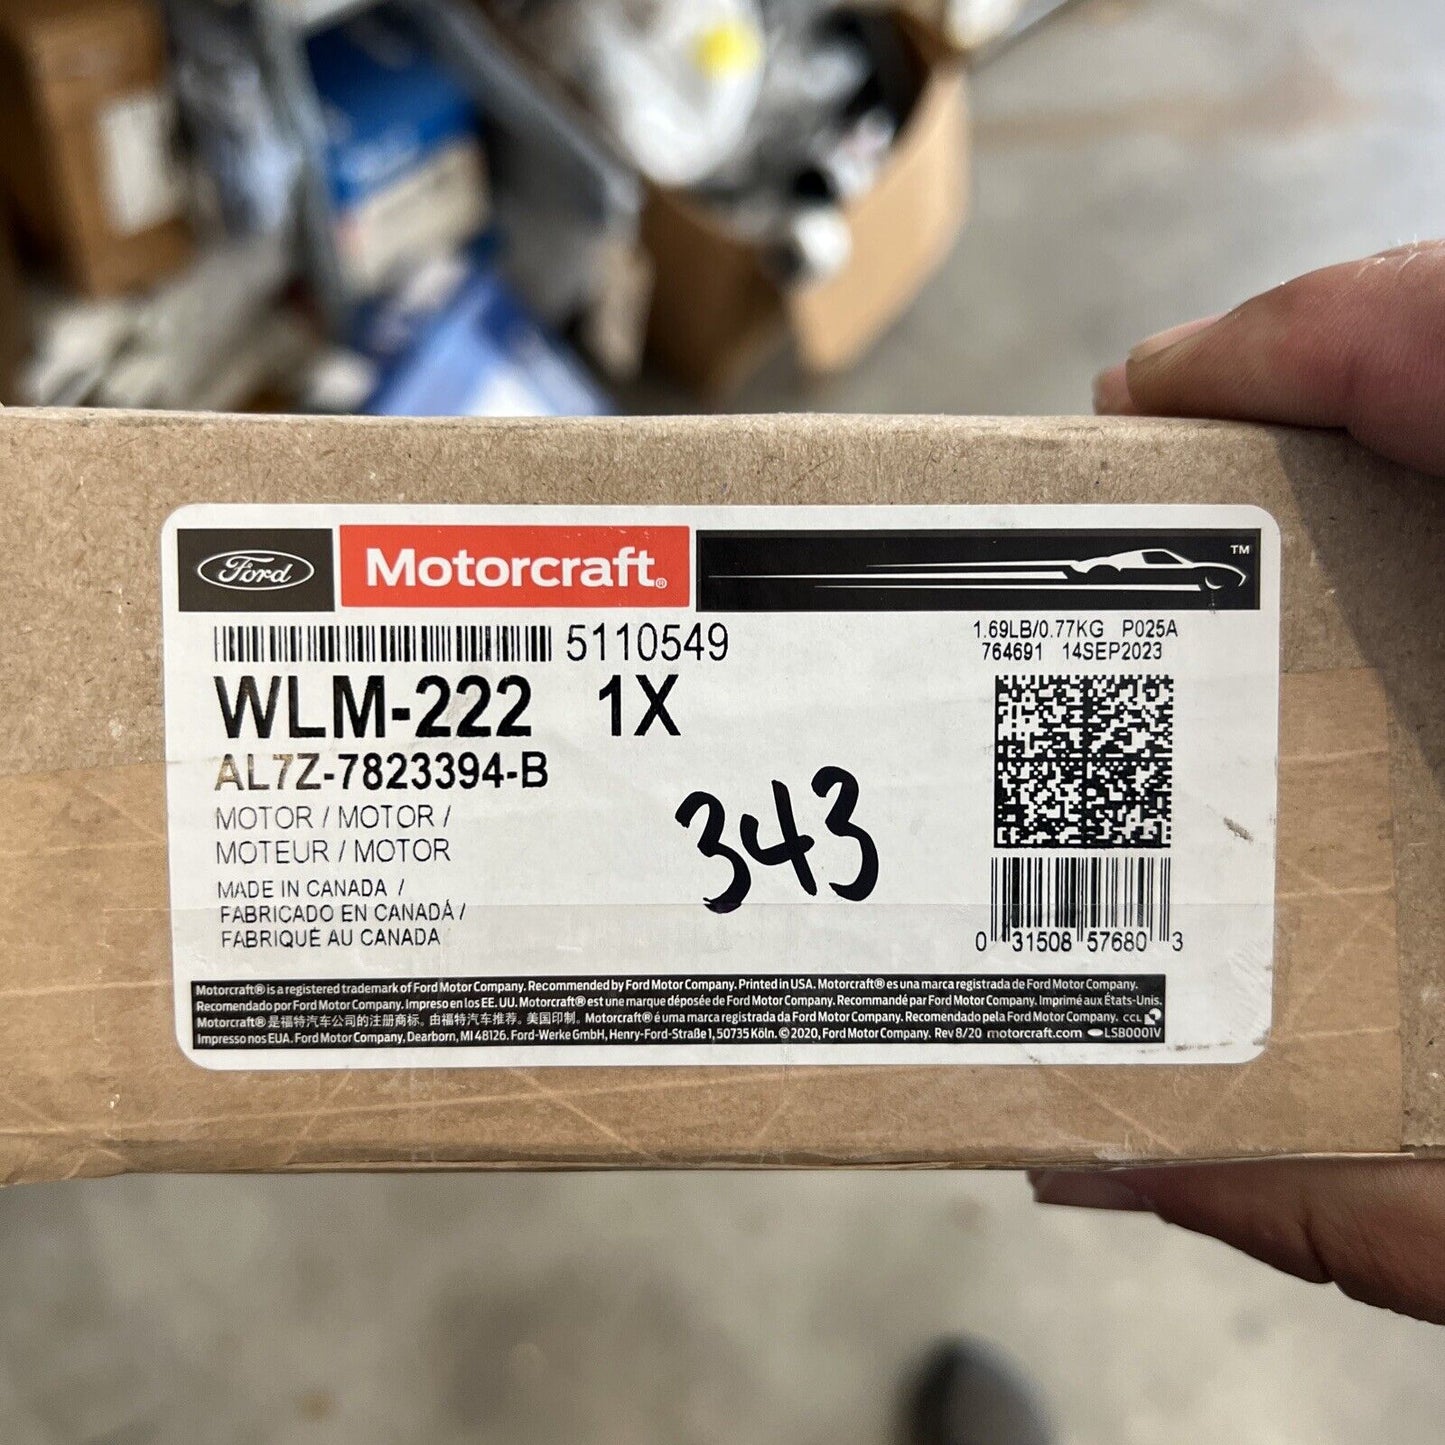 Ford Motorcraft® TM
5110549
1.69LB/0.77KG P025A
764691 14SEP2023
WLM-222 1X
AL7Z-7823394-B
MOTOR / MOTOR /
MOTEUR / MOTOR
343
MADE IN CANADA /
FABRICADO EN CANADÁ /
FABRIQUÉ AU CANADA
0 31508 57680 3
Motorcraft® is a registered trademark of Ford Motor Company. Recommended by Ford Motor Company. Printed in USA. Motorcraft® es una marca registrada de Ford Motor Company.
Recomendado por Ford Motor Company. Impreso en los EE. UU. Motorcraft® est une marque déposée de Ford Motor Company. Recommandé par Ford Motor Company. Imprimé aux États-Unis.
Motorcraft® 是福特汽车公司的注册商标。由福特汽车推荐。美国印制。Motorcraft® é uma marca registrada da Ford Motor Company. Recomendado pela Ford Motor Company. CCL
Impresso nos EUA. Ford Motor Company, Dearborn, MI 48126. Ford-Werke GmbH, Henry-Ford-Straße 1, 50735 Köln. © 2020, Ford Motor Company. Rev 8/20 motorcraft.com LSB0001V